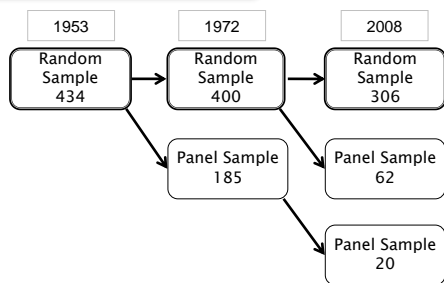 1953
1972
2008
Random
Sample
434
Random
Sample
400
Random
Sample
306
Panel Sample
185
Panel Sample
62
Panel Sample
20